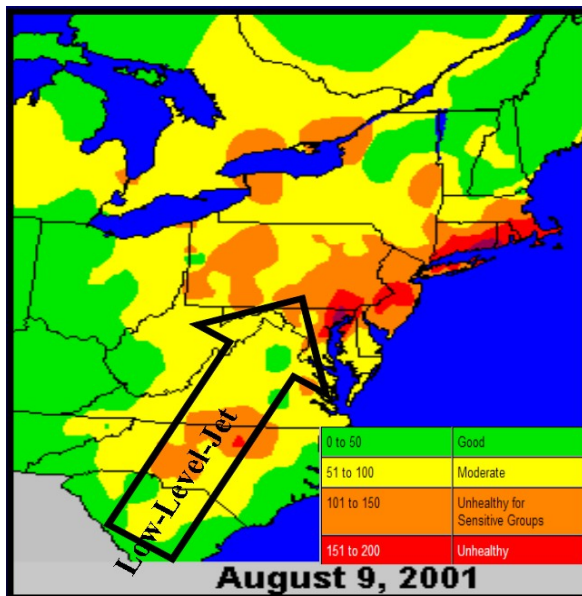 Low-Level-Jet
0 to 50 Good
51 to 100 Moderate
101 to 150 Unhealthy for
Sensitive Groups
151 to 200 Unhealthy
August 9, 2001